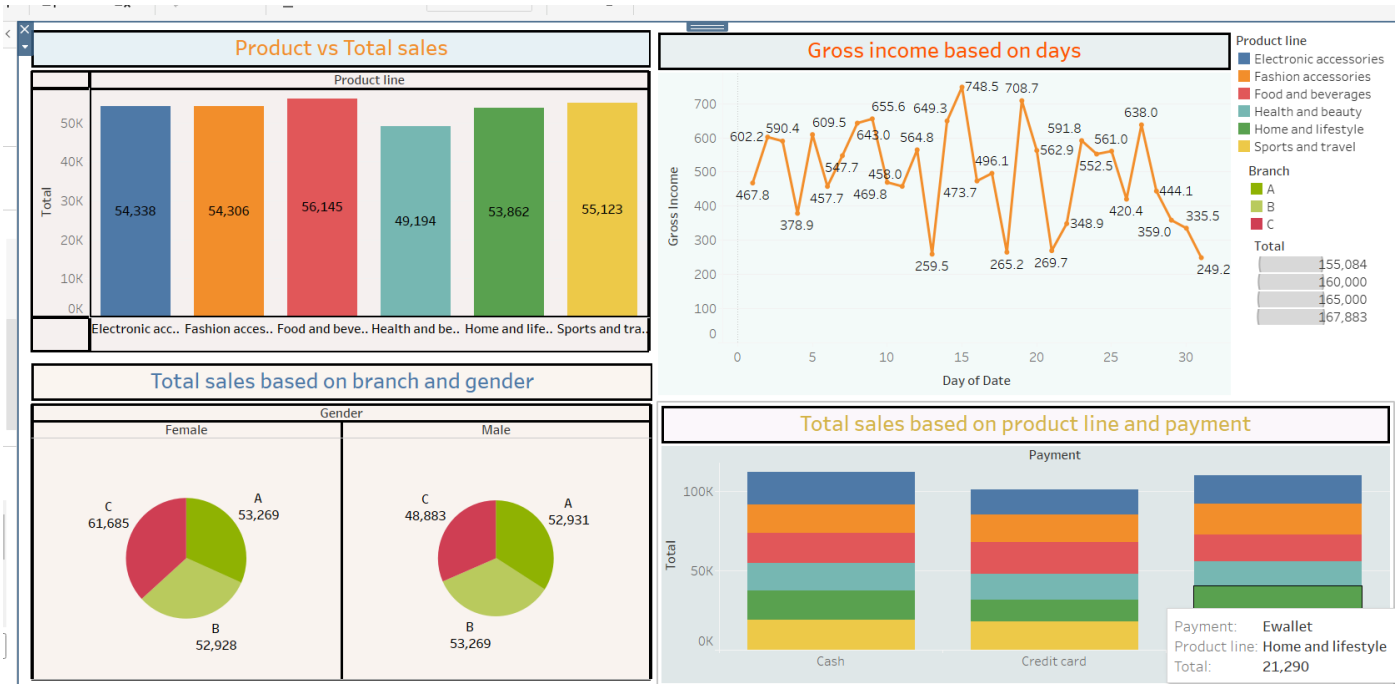 Product vs Total sales
Product line
Total
50K
40K
30K
20K
10K
0K
54,338
54,306
56,145
49,194
53,862
55,123
Electronic acc.. Fashion acces.. Food and beve.. Health and be.. Home and life.. Sports and tra..
Gross income based on days
Gross Income
700
600
500
400
300
200
100
0
467.8
602.2
590.4
378.9
609.5
457.7
547.7
643.0
655.6
469.8
458.0
564.8
259.5
649.3
748.5
473.7
496.1
265.2
708.7
562.9
269.7
348.9
591.8
552.5
561.0
420.4
638.0
444.1
359.0
335.5
249.2
0 5 10 15 20 25 30
Day of Date
Product line
Electronic accessories
Fashion accessories
Food and beverages
Health and beauty
Home and lifestyle
Sports and travel
Branch
A
B
C
Total
155,084
160,000
165,000
167,883
Total sales based on branch and gender
Gender
Female
Male
C
61,685
A
53,269
B
52,928
C
48,883
A
52,931
B
53,269
Total sales based on product line and payment
Payment
Total
100K
50K
0K
Cash
Credit card
Payment: Ewallet
Product line: Home and lifestyle
Total: 21,290